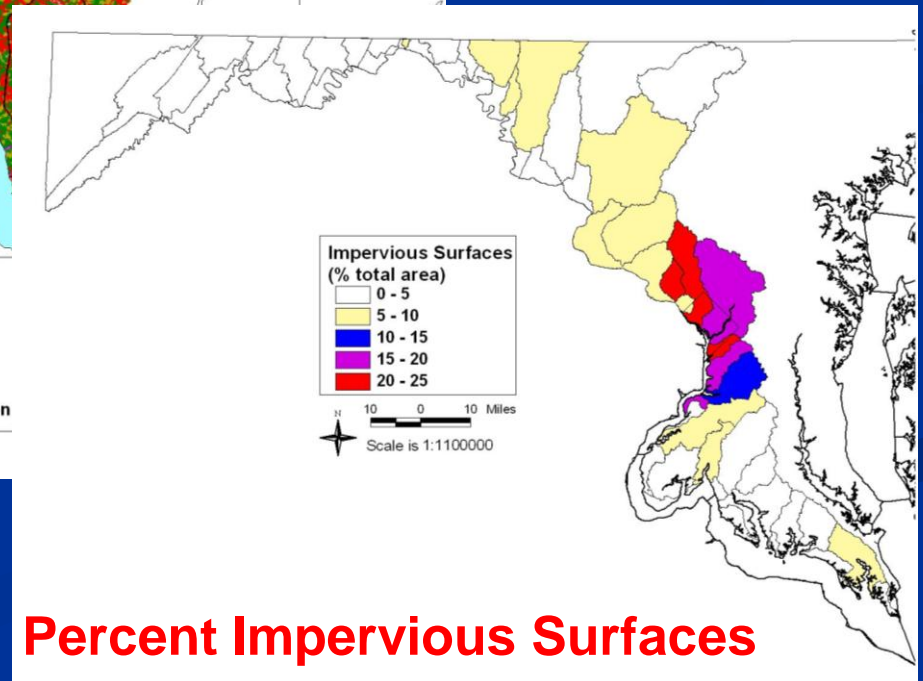 Impervious Surfaces
(% total area)
0 - 5
5 - 10
10 - 15
15 - 20
20 - 25
N
10 0 10 Miles
Scale is 1:1100000
n
Percent Impervious Surfaces